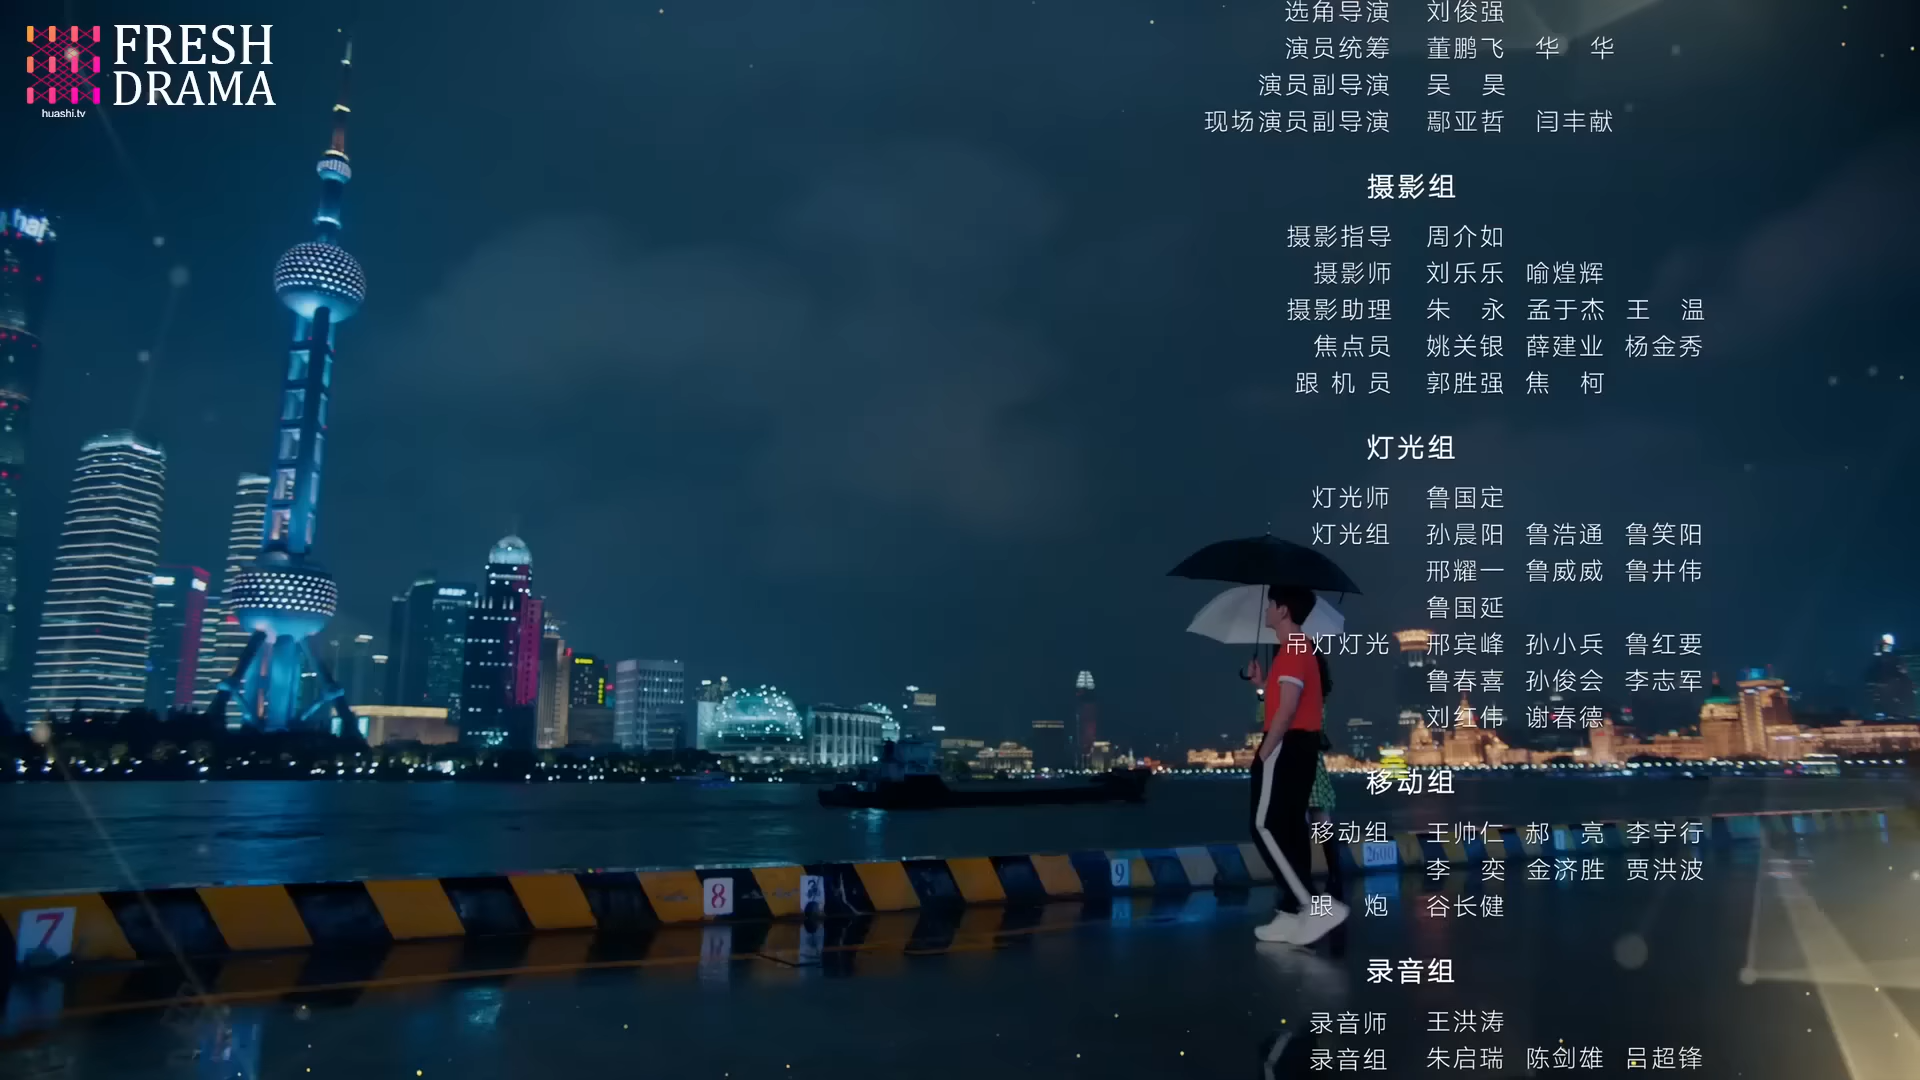 FRESH
DRAMA
huashi.tv
选角导演 刘俊强
演员统筹 董鹏飞 华 华
演员副导演 吴 昊
现场演员副导演 鄢亚哲 闫丰献
摄影组
摄影指导 周介如
摄影师 刘乐乐 喻煌辉
摄影助理 朱 永 孟于杰 王 温
焦点员 姚关银 薛建业 杨金秀
跟 机 员 郭胜强 焦 柯
灯光组
灯光师 鲁国定
灯光组 孙晨阳 鲁浩通 鲁笑阳
邢耀一 鲁威威 鲁井伟
鲁国延
吊灯灯光 邢宾峰 孙小兵 鲁红要
鲁春喜 孙俊会 李志军
刘红伟 谢春德
移动组
移动组 王帅仁 郝 亮 李宇行
李 奕 金济胜 贾洪波
跟 炮 谷长健
录音组
录音师 王洪涛
录音组 朱启瑞 陈剑雄 吕超锋
hai
7
8
9
2600